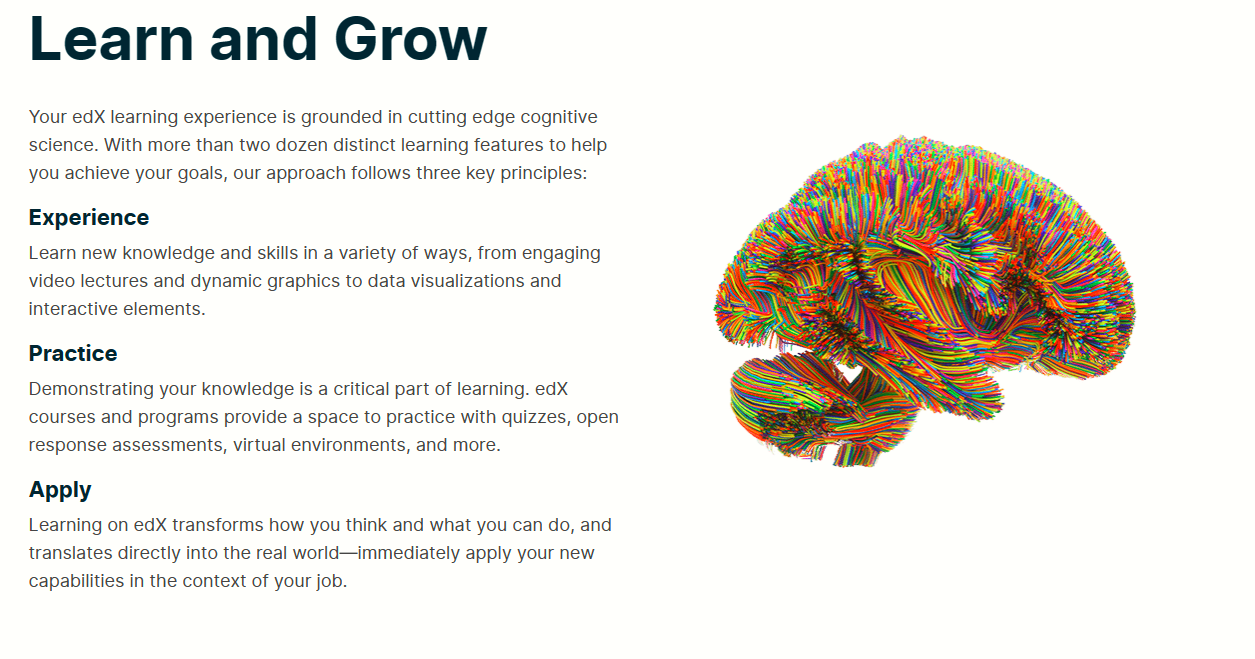 Learn and Grow
Your edX learning experience is grounded in cutting edge cognitive
science. With more than two dozen distinct learning features to help
you achieve your goals, our approach follows three key principles:
Experience
Learn new knowledge and skills in a variety of ways, from engaging
video lectures and dynamic graphics to data visualizations and
interactive elements.
Practice
Demonstrating your knowledge is a critical part of learning. edX
courses and programs provide a space to practice with quizzes, open
response assessments, virtual environments, and more.
Apply
Learning on edX transforms how you think and what you can do, and
translates directly into the real world—immediately apply your new
capabilities in the context of your job.